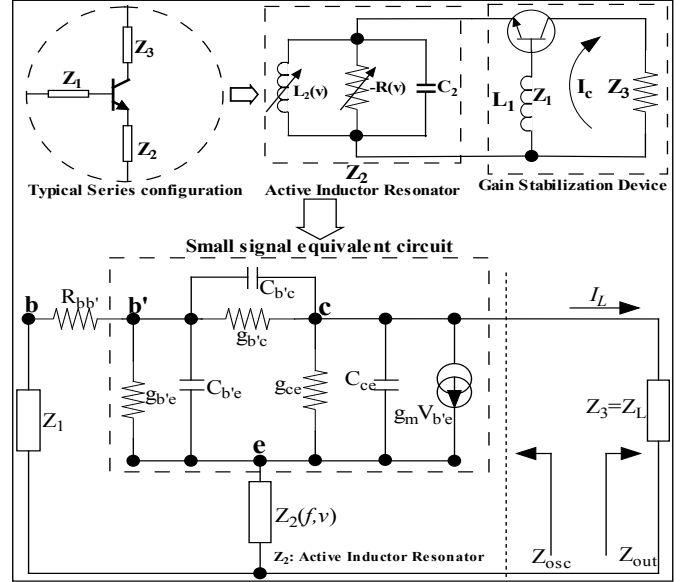 Z3
Z1
Z2
Typical Series configuration
L2(v)
-R(v)
C2
Z2
Active Inductor Resonator
L1
Z1
Ic
Z3
Gain Stabilization Device
Small signal equivalent circuit
Cb'c
b
Rbb'
b'
gb'c
c
IL
gb'e
Cb'e
gce
Cce
gmVb'e
Z1
Z3=ZL
e
Z2(f,v)
Z2: Active Inductor Resonator
Zosc
Zout